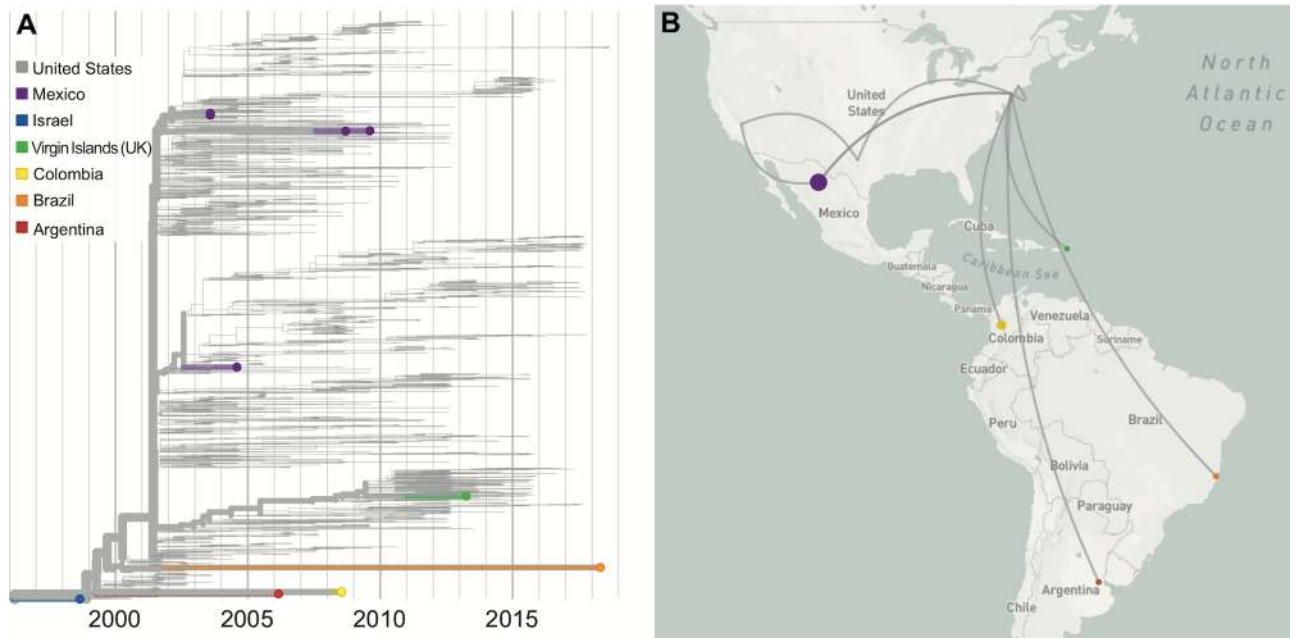 A
United States
Mexico
Israel
Virgin Islands (UK)
Colombia
Brazil
Argentina
2000
2005
2010
2015
B
North
Atlantic
Ocean
United
States
Mexico
Cuba
Caribbean Sea
Guatemala
Nicaragua
Panama
Venezuela
Colombia
Suriname
Ecuador
Peru
Brazil
Bolivia
Paraguay
Argentina
Chile